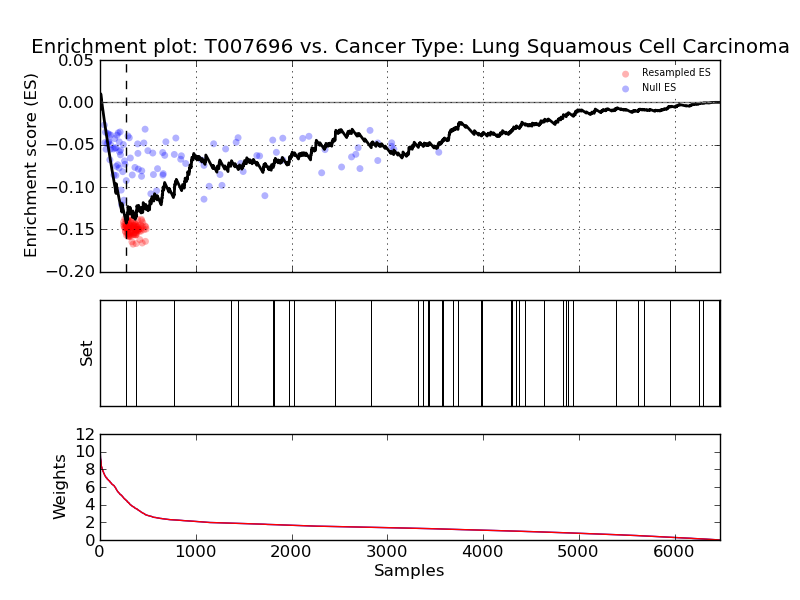 Enrichment plot: T007696 vs. Cancer Type: Lung Squamous Cell Carcinoma
0.05
0.00
−0.05
−0.10
−0.15
−0.20
Enrichment score (ES)
Resampled ES
Null ES
Set
12
10
8
6
4
2
0
Weights
0 1000 2000 3000 4000 5000 6000
Samples